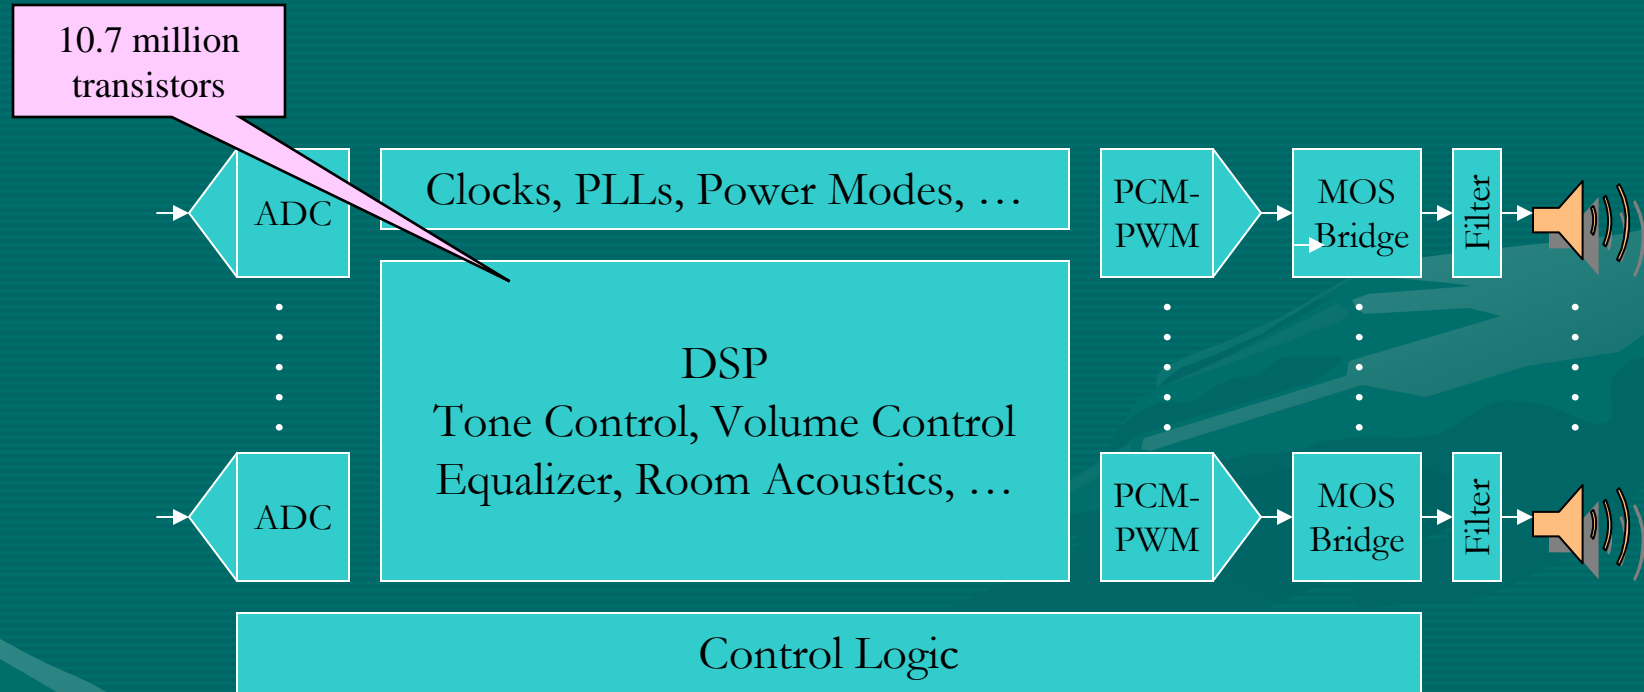 10.7 million
transistors
ADC
Clocks, PLLs, Power Modes, …
PCM-
PWM
MOS
Bridge
Filter
DSP
Tone Control, Volume Control
Equalizer, Room Acoustics, …
ADC
PCM-
PWM
MOS
Bridge
Filter
Control Logic